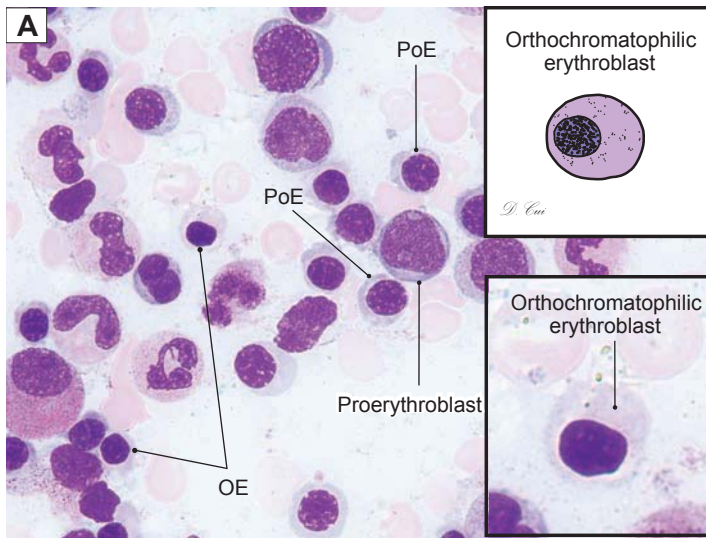 A
PoE
PoE
Proerythroblast
OE
Orthochromatophilic
erythroblast
D. Cui
Orthochromatophilic
erythroblast